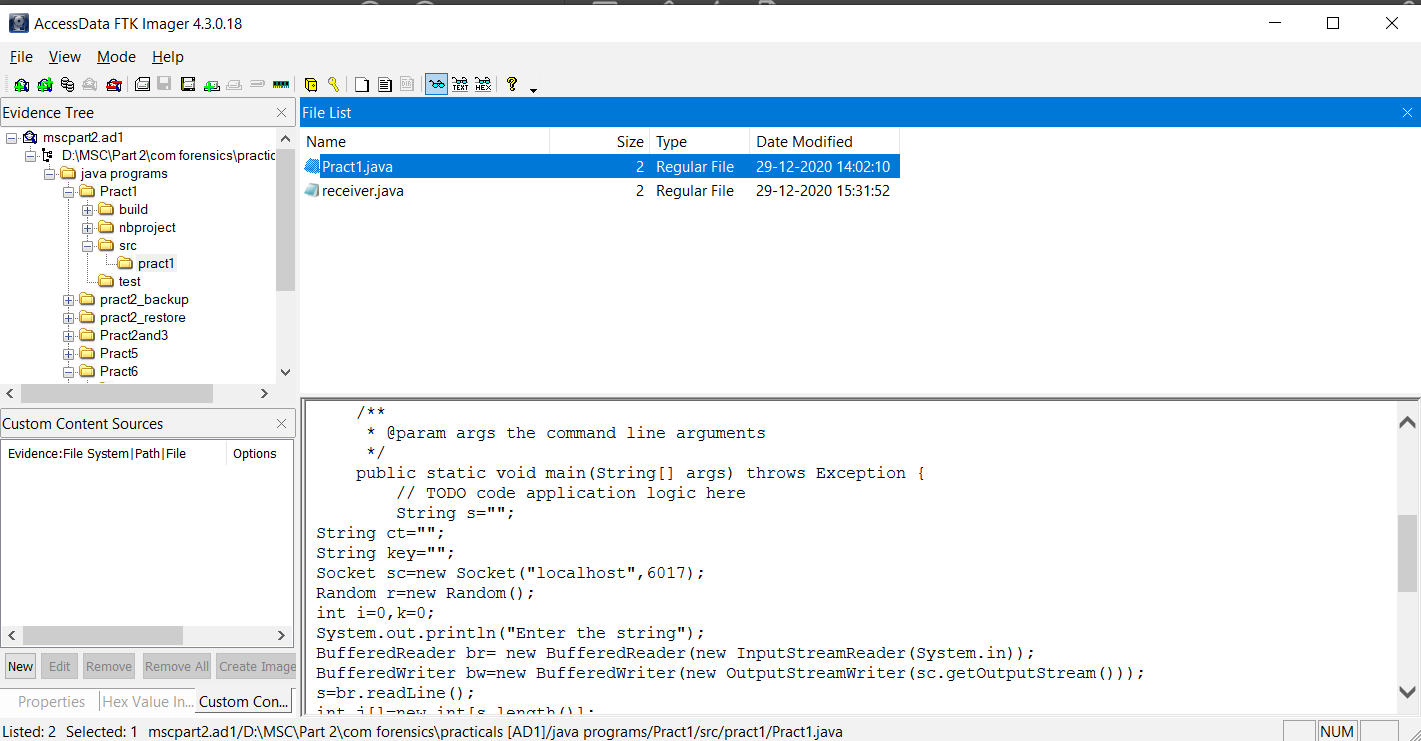 AccessData FTK Imager 4.3.0.18
File View Mode Help
TEXT HEX
Evidence Tree
mscpart2.ad1
D:\MSC\Part 2\com forensics\practic
java programs
Pract1
build
nbproject
src
pract1
test
pract2_backup
pract2_restore
Pract2and3
Pract5
Pract6
Custom Content Sources
Evidence:File System|Path|File Options
New Edit Remove Remove All Create Image
Properties Hex Value In... Custom Con...
File List
Name Size Type Date Modified
Pract1.java 2 Regular File 29-12-2020 14:02:10
receiver.java 2 Regular File 29-12-2020 15:31:52
/**
* @param args the command line arguments
*/
public static void main(String[] args) throws Exception {
// TODO code application logic here
String s="";
String ct="";
String key="";
Socket sc=new Socket("localhost",6017);
Random r=new Random();
int i=0,k=0;
System.out.println("Enter the string");
BufferedReader br= new BufferedReader(new InputStreamReader(System.in));
BufferedWriter bw=new BufferedWriter(new OutputStreamWriter(sc.getOutputStream()));
s=br.readLine();
Listed: 2 Selected: 1 mscpart2.ad1/D:\MSC\Part 2\com forensics\practicals [AD1]/java programs/Pract1/src/pract1/Pract1.java NUM